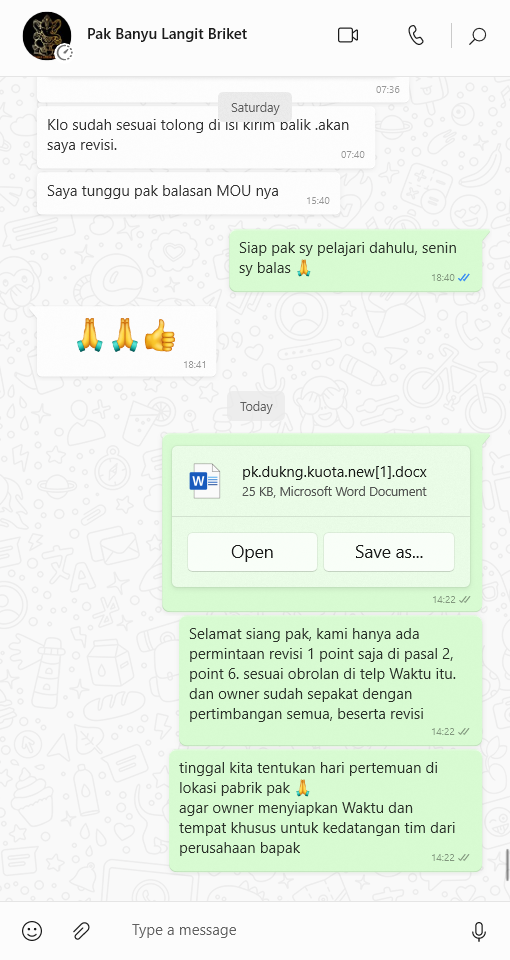 Pak Banyu Langit Briket
07:36
Saturday
Klo sudah sesuai tolong di isi kirim balik .akan
saya revisi.
07:40
Saya tunggu pak balasan MOU nya
15:40
Siap pak sy pelajari dahulu, senin
sy balas 🙏
18:40
🙏🙏👍
18:41
Today
W
pk.dukng.kuota.new[1].docx
25 KB, Microsoft Word Document
Open
Save as...
14:22
Selamat siang pak, kami hanya ada
permintaan revisi 1 point saja di pasal 2,
point 6. sesuai obrolan di telp Waktu itu.
dan owner sudah sepakat dengan
pertimbangan semua, beserta revisi
14:22
tinggal kita tentukan hari pertemuan di
lokasi pabrik pak 🙏
agar owner menyiapkan Waktu dan
tempat khusus untuk kedatangan tim dari
perusahaan bapak
14:22
Type a message